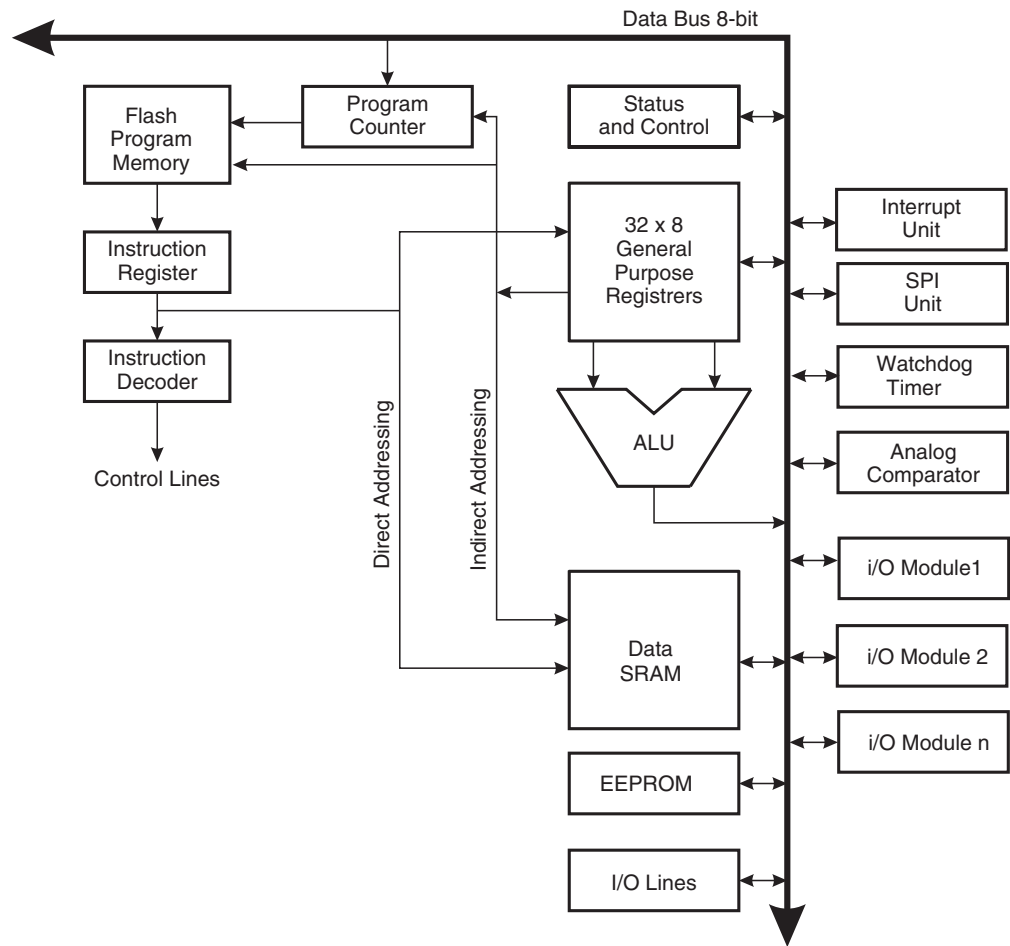 Data Bus 8-bit
Flash
Program
Memory
Program
Counter
Status
and Control
Instruction
Register
32 x 8
General
Purpose
Registrers
Interrupt
Unit
SPI
Unit
Instruction
Decoder
Watchdog
Timer
Control Lines
Direct Addressing
Indirect Addressing
ALU
Analog
Comparator
i/O Module1
Data
SRAM
i/O Module 2
i/O Module n
EEPROM
I/O Lines